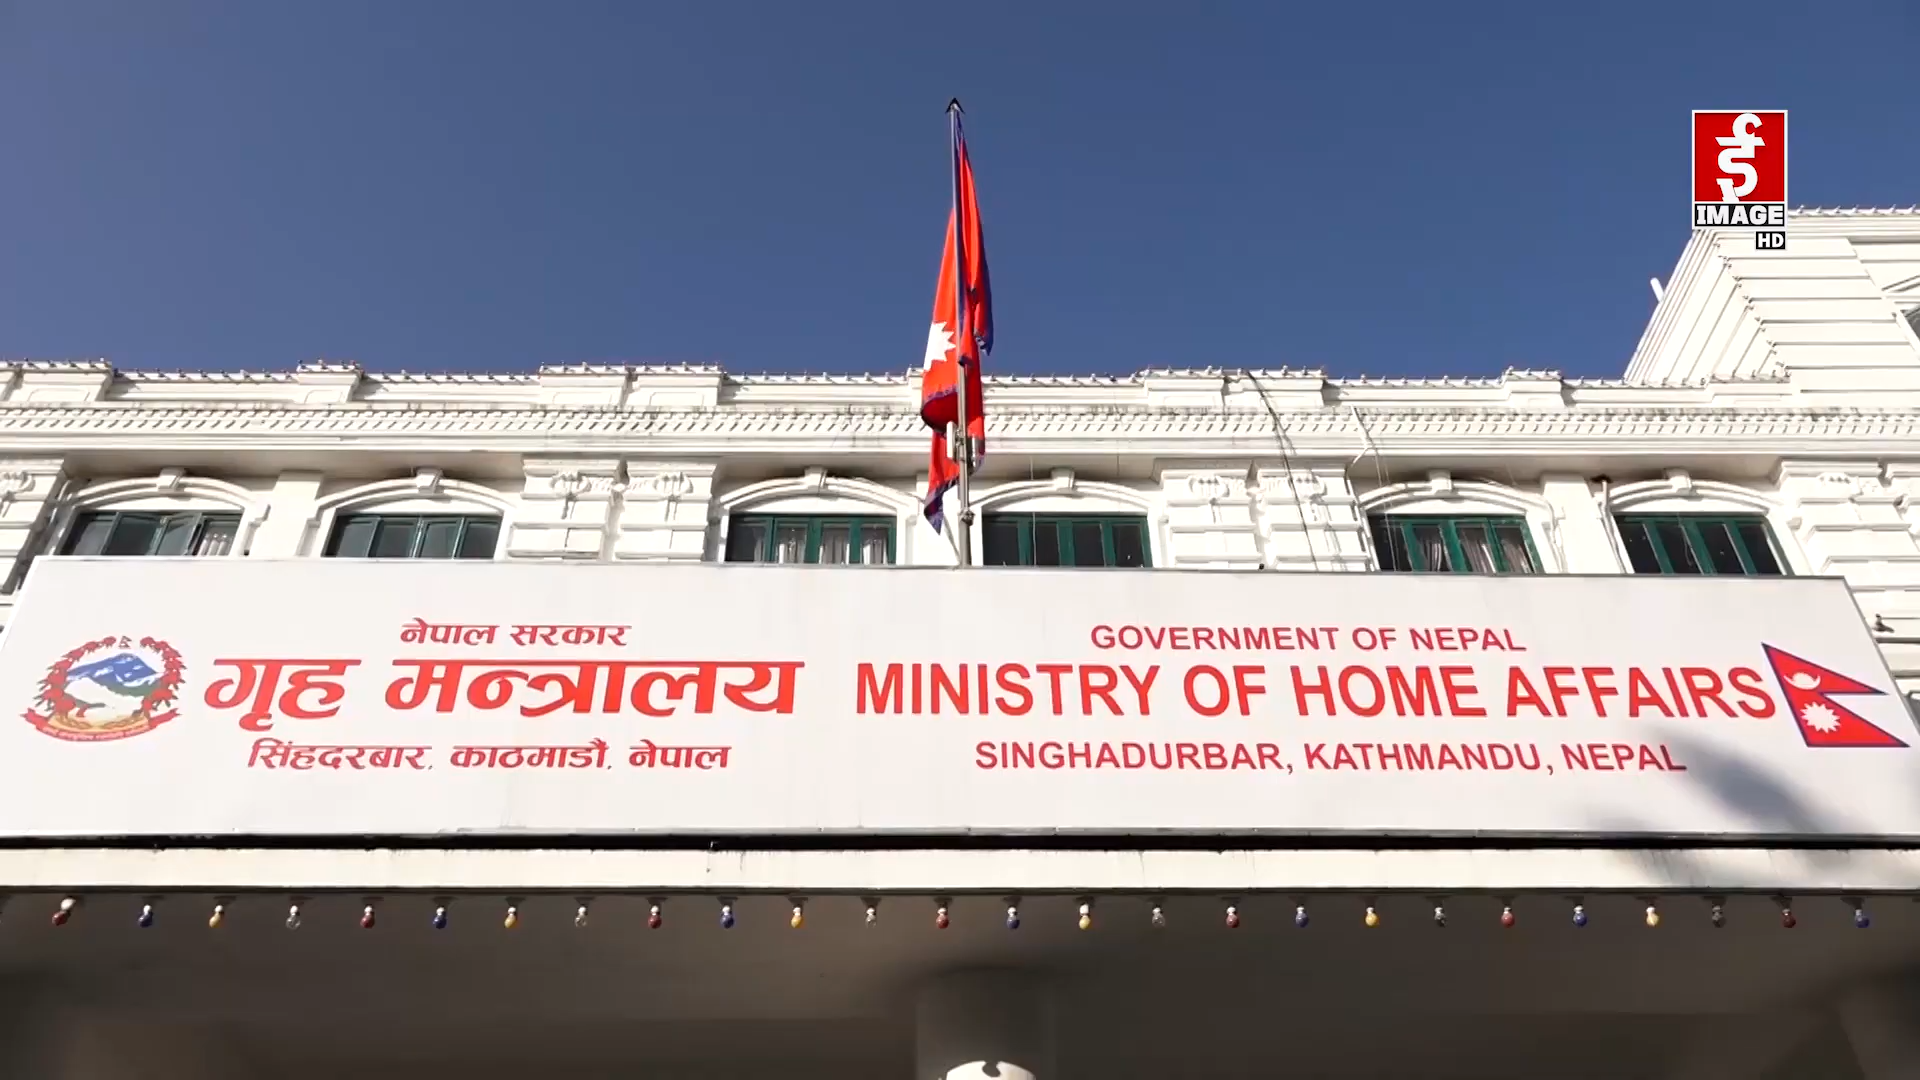 नेपाल सरकार
गृह मन्त्रालय
सिंहदरबार, काठमाडौं, नेपाल
GOVERNMENT OF NEPAL
MINISTRY OF HOME AFFAIRS
SINGHADURBAR, KATHMANDU, NEPAL
IMAGE
HD